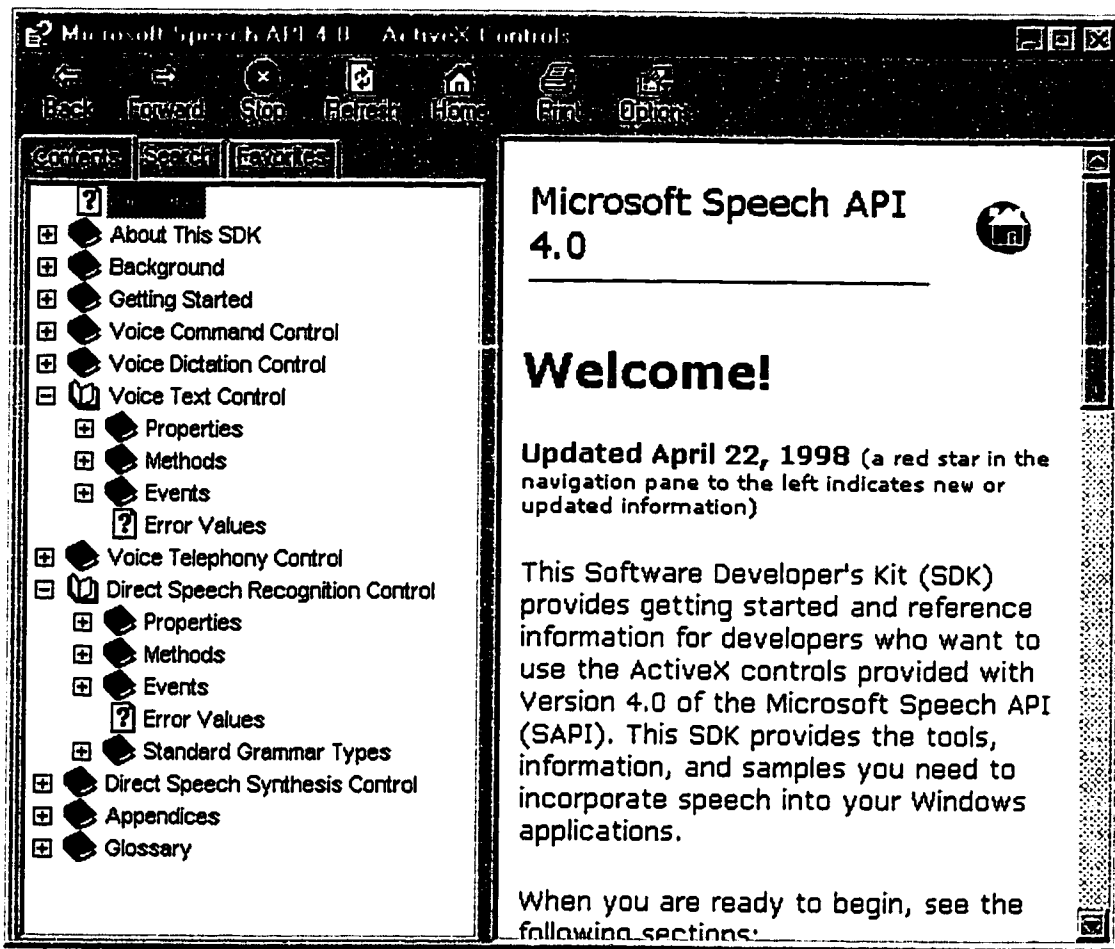 Microsoft Speech API 4.0 ActiveX Controls
Back Forward Stop Refresh Home Print Options
Contents Search Favorites
About This SDK
Background
Getting Started
Voice Command Control
Voice Dictation Control
Voice Text Control
Properties
Methods
Events
Error Values
Voice Telephony Control
Direct Speech Recognition Control
Properties
Methods
Events
Error Values
Standard Grammar Types
Direct Speech Synthesis Control
Appendices
Glossary
Microsoft Speech API
4.0
Welcome!
Updated April 22, 1998 (a red star in the
navigation pane to the left indicates new or
updated information)
This Software Developer's Kit (SDK)
provides getting started and reference
information for developers who want to
use the ActiveX controls provided with
Version 4.0 of the Microsoft Speech API
(SAPI). This SDK provides the tools,
information, and samples you need to
incorporate speech into your Windows
applications.
When you are ready to begin, see the
following sections: